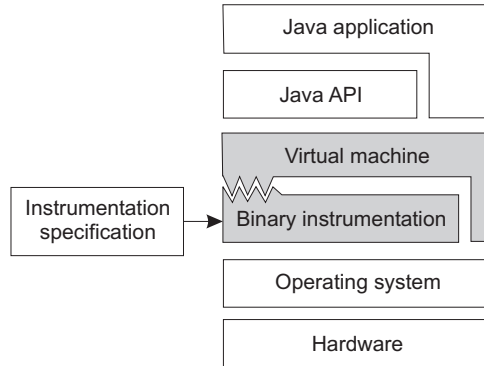 Java application
Java API
Virtual machine
Instrumentation
specification
Binary instrumentation
Operating system
Hardware